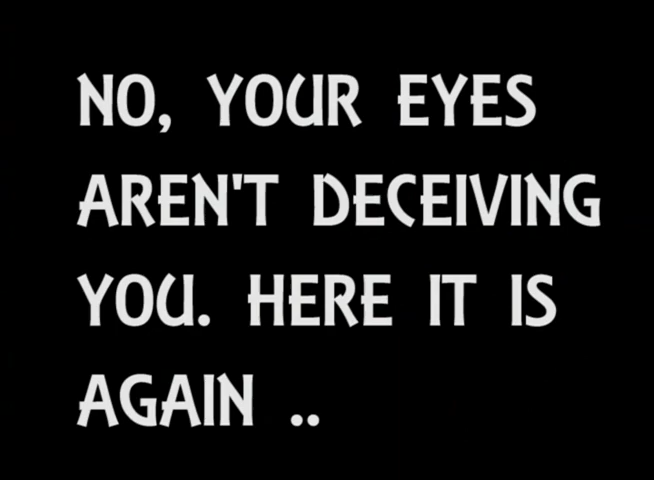 NO, YOUR EYES
AREN'T DECEIVING
YOU. HERE IT IS
AGAIN ..